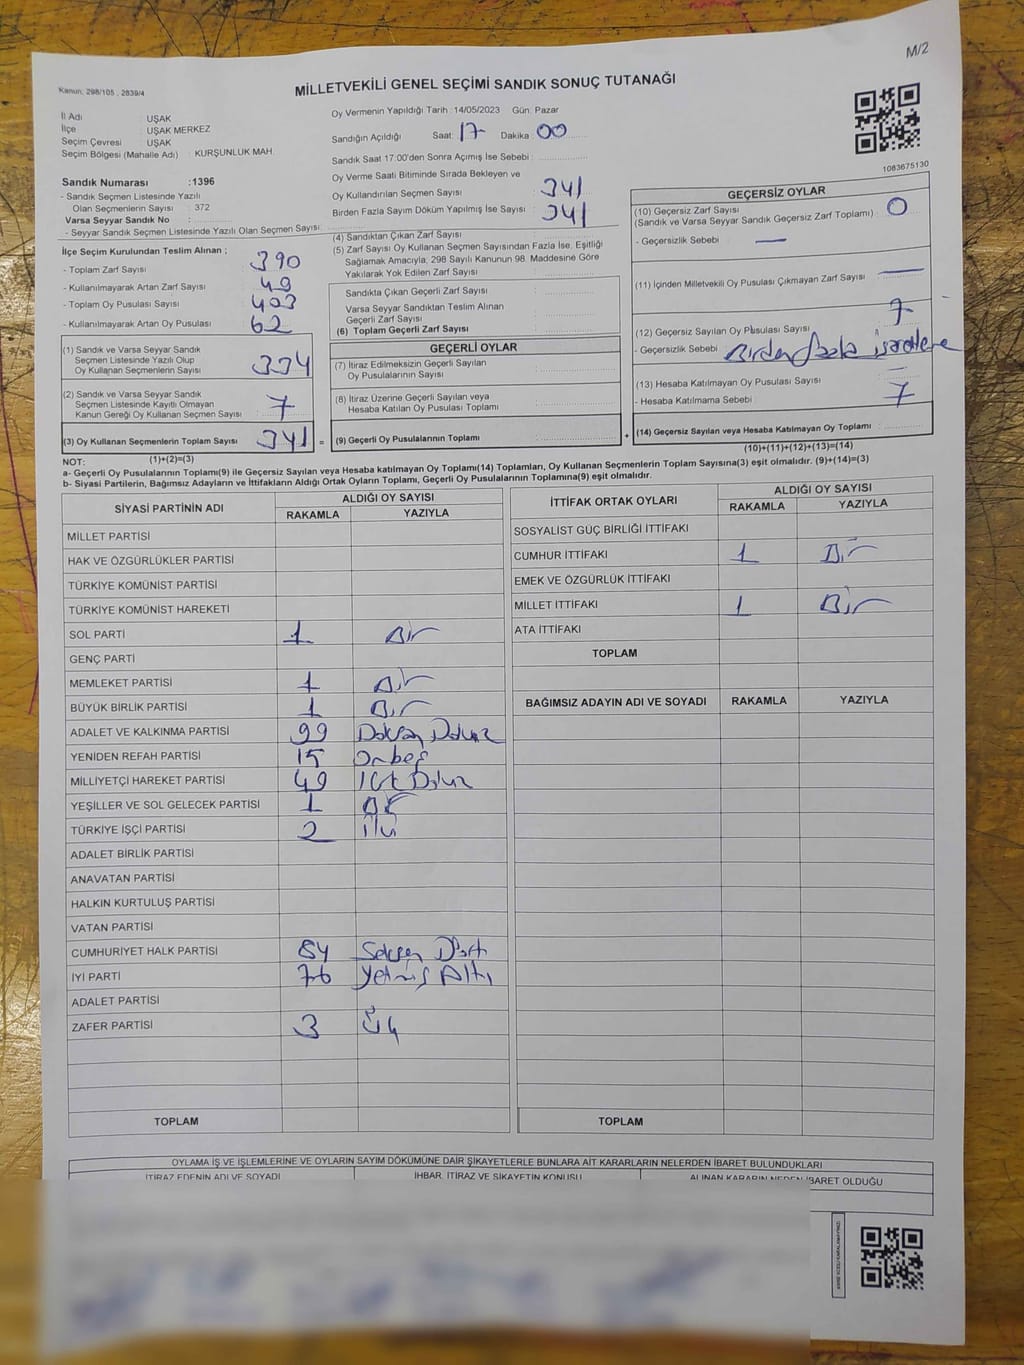 M/2
Kanun: 298/105 , 2839/4
MİLLETVEKİLİ GENEL SEÇİMİ SANDIK SONUÇ TUTANAĞI
İl Adı : UŞAK
İlçe : UŞAK MERKEZ
Seçim Çevresi : UŞAK
Seçim Bölgesi (Mahalle Adı) : KURŞUNLUK MAH.
Sandık Numarası :1396
- Sandık Seçmen Listesinde Yazılı
Olan Seçmenlerin Sayısı : 372
Varsa Seyyar Sandık No :
- Seyyar Sandık Seçmen Listesinde Yazılı Olan Seçmen Sayısı:
İlçe Seçim Kurulundan Teslim Alınan ;
- Toplam Zarf Sayısı : 390
- Kullanılmayarak Artan Zarf Sayısı : 49
- Toplam Oy Pusulası Sayısı : 403
- Kullanılmayarak Artan Oy Pusulası : 62
(1) Sandık ve Varsa Seyyar Sandık
Seçmen Listesinde Yazılı Olup
Oy Kullanan Seçmenlerin Sayısı : 334
(2) Sandık ve Varsa Seyyar Sandık
Seçmen Listesinde Kayıtlı Olmayan
Kanun Gereği Oy Kullanan Seçmen Sayısı : 7
(3) Oy Kullanan Seçmenlerin Toplam Sayısı : 341
(1)+(2)=(3)
Oy Vermenin Yapıldığı Tarih : 14/05/2023 Gün: Pazar
Sandığın Açıldığı Saat: 17 Dakika : 00
Sandık Saat 17:00'den Sonra Açımış İse Sebebi :
Oy Verme Saati Bitiminde Sırada Bekleyen ve
Oy Kullandırılan Seçmen Sayısı : 341
Birden Fazla Sayım Döküm Yapılmış İse Sayısı : 341
(4) Sandıktan Çıkan Zarf Sayısı :
(5) Zarf Sayısı Oy Kullanan Seçmen Sayısından Fazla İse, Eşitliği
Sağlamak Amacıyla; 298 Sayılı Kanunun 98. Maddesine Göre
Yakılarak Yok Edilen Zarf Sayısı :
Sandıkta Çıkan Geçerli Zarf Sayısı :
Varsa Seyyar Sandıktan Teslim Alınan
Geçerli Zarf Sayısı :
(6) Toplam Geçerli Zarf Sayısı :
GEÇERLİ OYLAR
(7) İtiraz Edilmeksizin Geçerli Sayılan
Oy Pusulalarının Sayısı :
(8) İtiraz Üzerine Geçerli Sayılan veya
Hesaba Katılan Oy Pusulası Toplamı :
= (9) Geçerli Oy Pusulalarının Toplamı :
1083675130
GEÇERSİZ OYLAR
(10) Geçersiz Zarf Sayısı
(Sandık ve Varsa Seyyar Sandık Geçersiz Zarf Toplamı) : 0
- Geçersizlik Sebebi : —
(11) İçinden Milletvekili Oy Pusulası Çıkmayan Zarf Sayısı : —
(12) Geçersiz Sayılan Oy Pusulası Sayısı : 7
- Geçersizlik Sebebi : Birden fazla işaretleme
(13) Hesaba Katılmayan Oy Pusulası Sayısı : —
- Hesaba Katılmama Sebebi : 7
+ (14) Geçersiz Sayılan veya Hesaba Katılmayan Oy Toplamı :
(10)+(11)+(12)+(13)=(14)
NOT:
a- Geçerli Oy Pusulalarının Toplamı(9) ile Geçersiz Sayılan veya Hesaba katılmayan Oy Toplamı(14) Toplamları, Oy Kullanan Seçmenlerin Toplam Sayısına(3) eşit olmalıdır. (9)+(14)=(3)
b- Siyasi Partilerin, Bağımsız Adayların ve İttifakların Aldığı Ortak Oyların Toplamı, Geçerli Oy Pusulalarının Toplamına(9) eşit olmalıdır.
SİYASİ PARTİNİN ADI ALDIĞI OY SAYISI
RAKAMLA YAZIYLA
MİLLET PARTİSİ
HAK VE ÖZGÜRLÜKLER PARTİSİ
TÜRKİYE KOMÜNİST PARTİSİ
TÜRKİYE KOMÜNİST HAREKETİ
SOL PARTİ 1 Bir
GENÇ PARTİ
MEMLEKET PARTİSİ 1 Bir
BÜYÜK BİRLİK PARTİSİ 1 Bir
ADALET VE KALKINMA PARTİSİ 99 Doksan Dokuz
YENİDEN REFAH PARTİSİ 15 Onbeş
MİLLİYETÇİ HAREKET PARTİSİ 49 Kırk Dokuz
YEŞİLLER VE SOL GELECEK PARTİSİ 1 Bir
TÜRKİYE İŞÇİ PARTİSİ 2 İki
ADALET BİRLİK PARTİSİ
ANAVATAN PARTİSİ
HALKIN KURTULUŞ PARTİSİ
VATAN PARTİSİ
CUMHURİYET HALK PARTİSİ 84 Seksen Dört
İYİ PARTİ 76 Yetmiş Altı
ADALET PARTİSİ
ZAFER PARTİSİ 3 Üç
TOPLAM
İTTİFAK ORTAK OYLARI ALDIĞI OY SAYISI
RAKAMLA YAZIYLA
SOSYALİST GÜÇ BİRLİĞİ İTTİFAKI
CUMHUR İTTİFAKI 1 Bir
EMEK VE ÖZGÜRLÜK İTTİFAKI
MİLLET İTTİFAKI 1 Bir
ATA İTTİFAKI
TOPLAM
BAĞIMSIZ ADAYIN ADI VE SOYADI RAKAMLA YAZIYLA
TOPLAM
OYLAMA İŞ VE İŞLEMLERİNE VE OYLARIN SAYIM DÖKÜMÜNE DAİR ŞİKAYETLERLE BUNLARA AİT KARARLARIN NELERDEN İBARET BULUNDUKLARI
İTİRAZ EDENİN ADI VE SOYADI İHBAR, İTİRAZ VE ŞİKAYETİN KONUSU ALINAN KARARIN NEDEN İBARET OLDUĞU